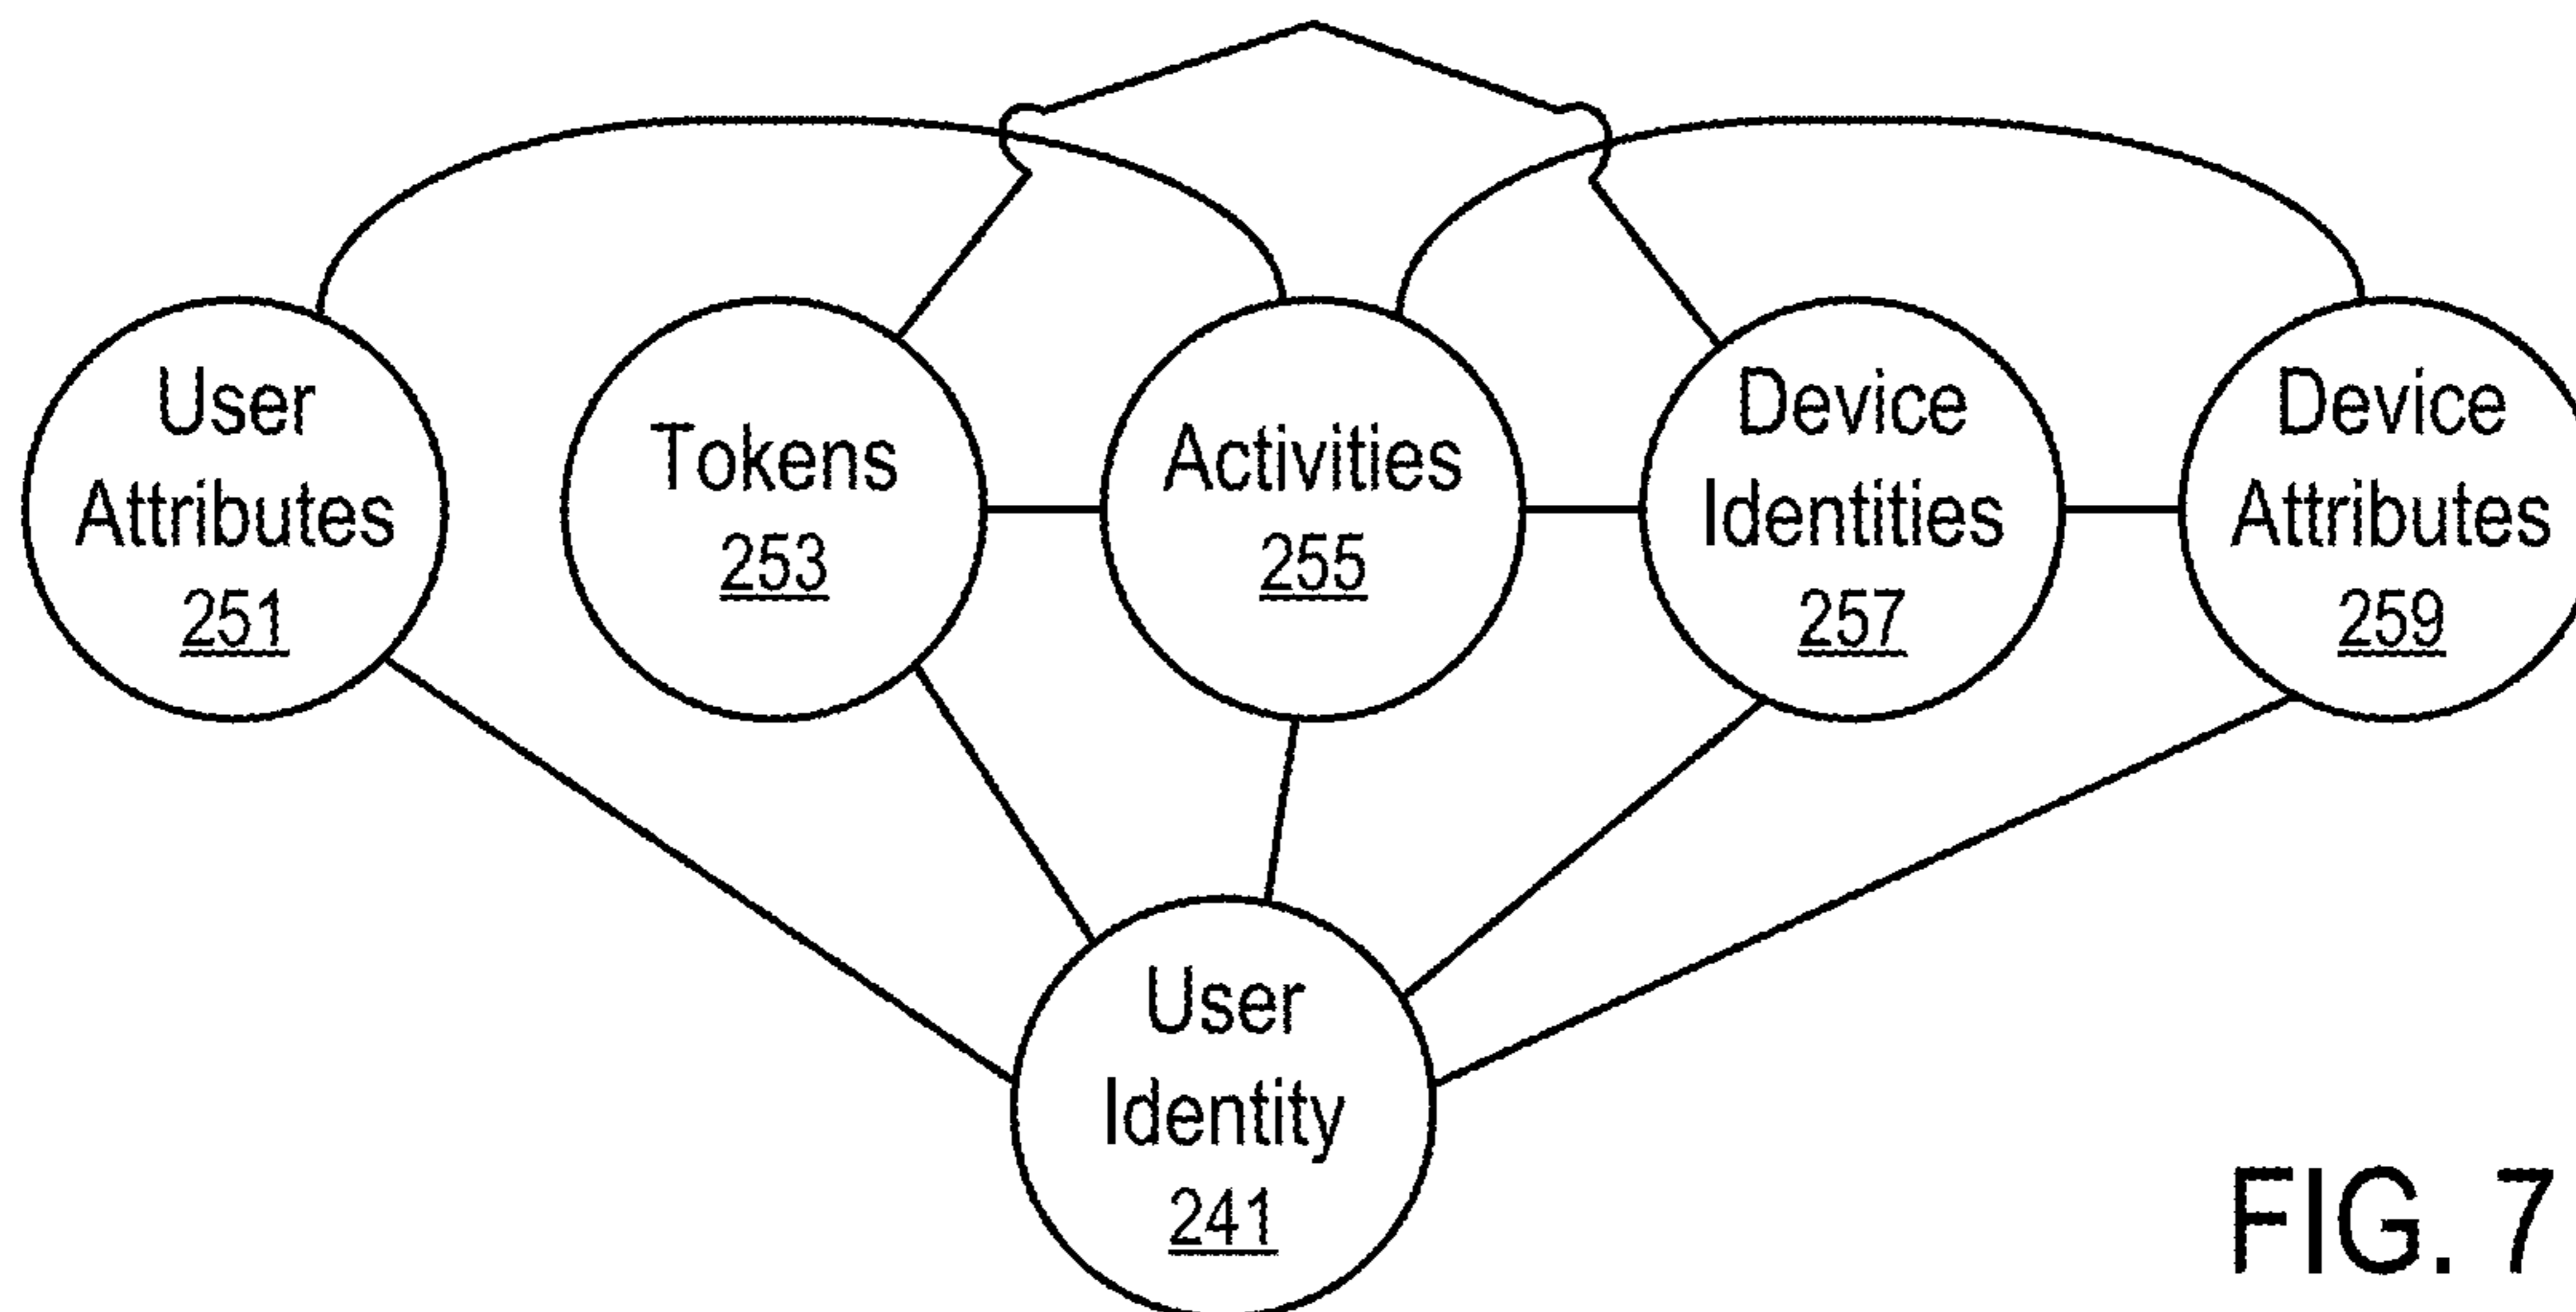 User
Attributes
251
Tokens
253
Activities
255
Device
Identities
257
Device
Attributes
259
User
Identity
241
FIG. 7